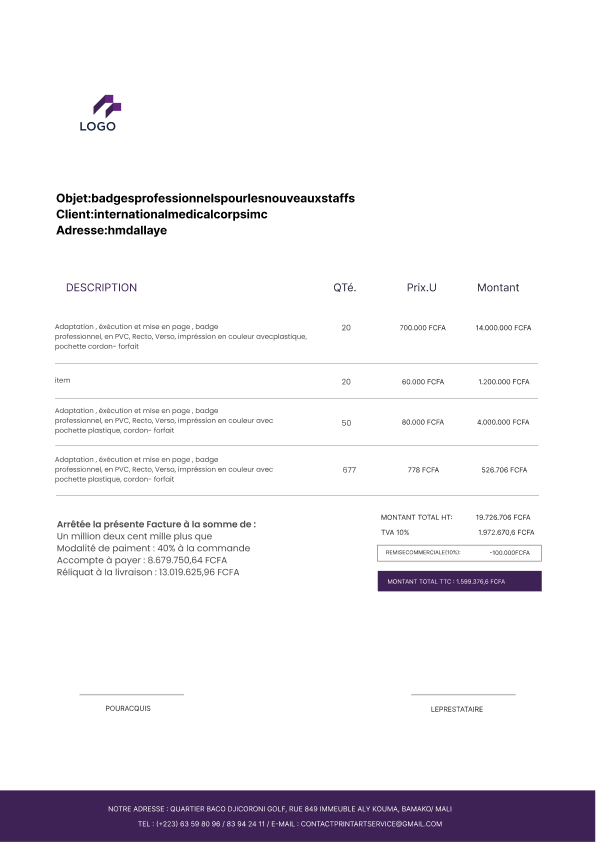 LOGO
Objet:badgesprofessionnelspourlesnouveauxstaffs
Client:internationalmedicalcorpsimc
Adresse:hmdallaye
DESCRIPTION QTé. Prix.U Montant
Adaptation , éxécution et mise en page , badge
professionnel, en PVC, Recto, Verso, impréssion en couleur avecplastique,
pochette cordon- forfait
20 700.000 FCFA 14.000.000 FCFA
item 20 60.000 FCFA 1.200.000 FCFA
Adaptation , éxécution et mise en page , badge
professionnel, en PVC, Recto, Verso, impréssion en couleur avec
pochette plastique, cordon- forfait
50 80.000 FCFA 4.000.000 FCFA
Adaptation , éxécution et mise en page , badge
professionnel, en PVC, Recto, Verso, impréssion en couleur avec
pochette plastique, cordon- forfait
677 778 FCFA 526.706 FCFA
MONTANT TOTAL HT: 19.726.706 FCFA
TVA 10% 1.972.670,6 FCFA
REMISECOMMERCIALE(10%): -100.000FCFA
MONTANT TOTAL TTC : 1.599.376,6 FCFA
Arrêtée la présente Facture à la somme de :
Un million deux cent mille plus que
Modalité de paiment : 40% à la commande
Accompte à payer : 8.679.750,64 FCFA
Réliquat à la livraison : 13.019.625,96 FCFA
POURACQUIS LEPRESTATAIRE
NOTRE ADRESSE : QUARTIER BACO DJICORONI GOLF, RUE 849 IMMEUBLE ALY KOUMA, BAMAKO/ MALI
TEL : (+223) 63 59 80 96 / 83 94 24 11 / E-MAIL : CONTACTPRINTARTSERVICE@GMAIL.COM